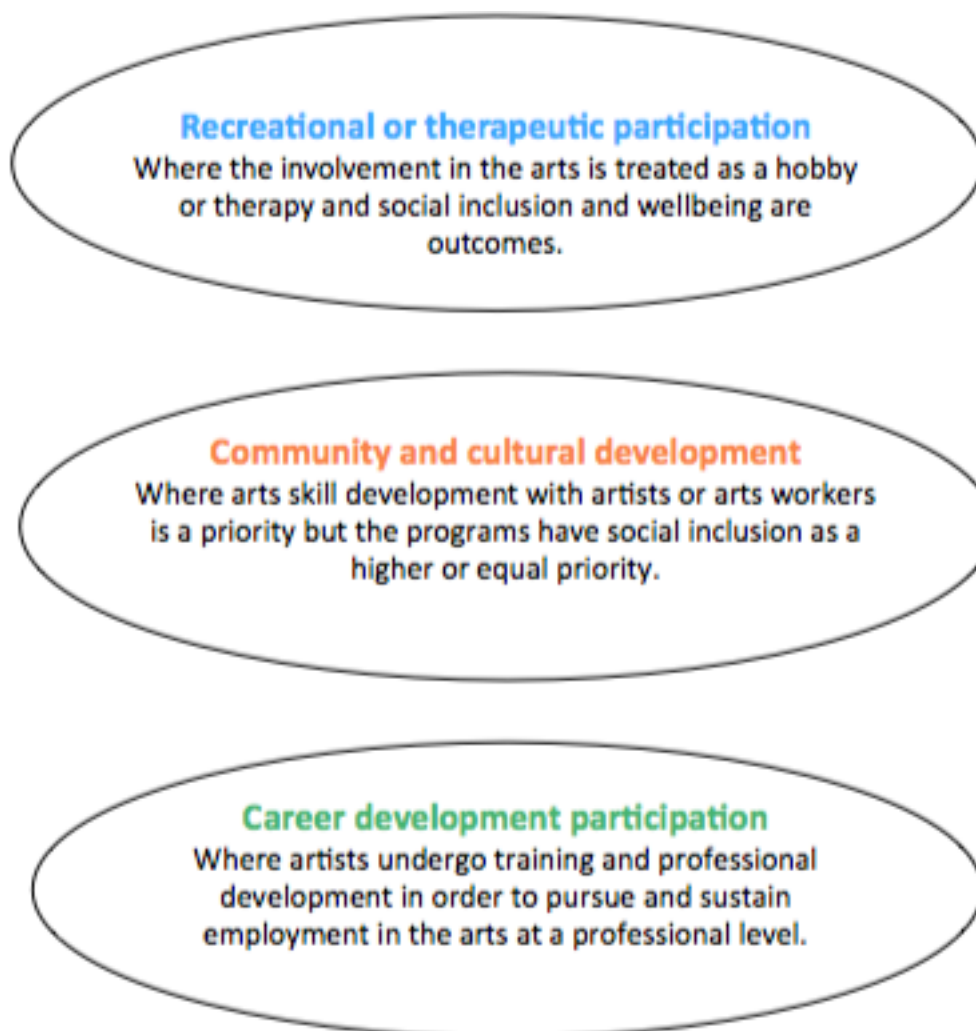 Recreational or therapeutic participation
Where the involvement in the arts is treated as a hobby
or therapy and social inclusion and wellbeing are
outcomes.
Community and cultural development
Where arts skill development with artists or arts workers
is a priority but the programs have social inclusion as a
higher or equal priority.
Career development participation
Where artists undergo training and professional
development in order to pursue and sustain
employment in the arts at a professional level.